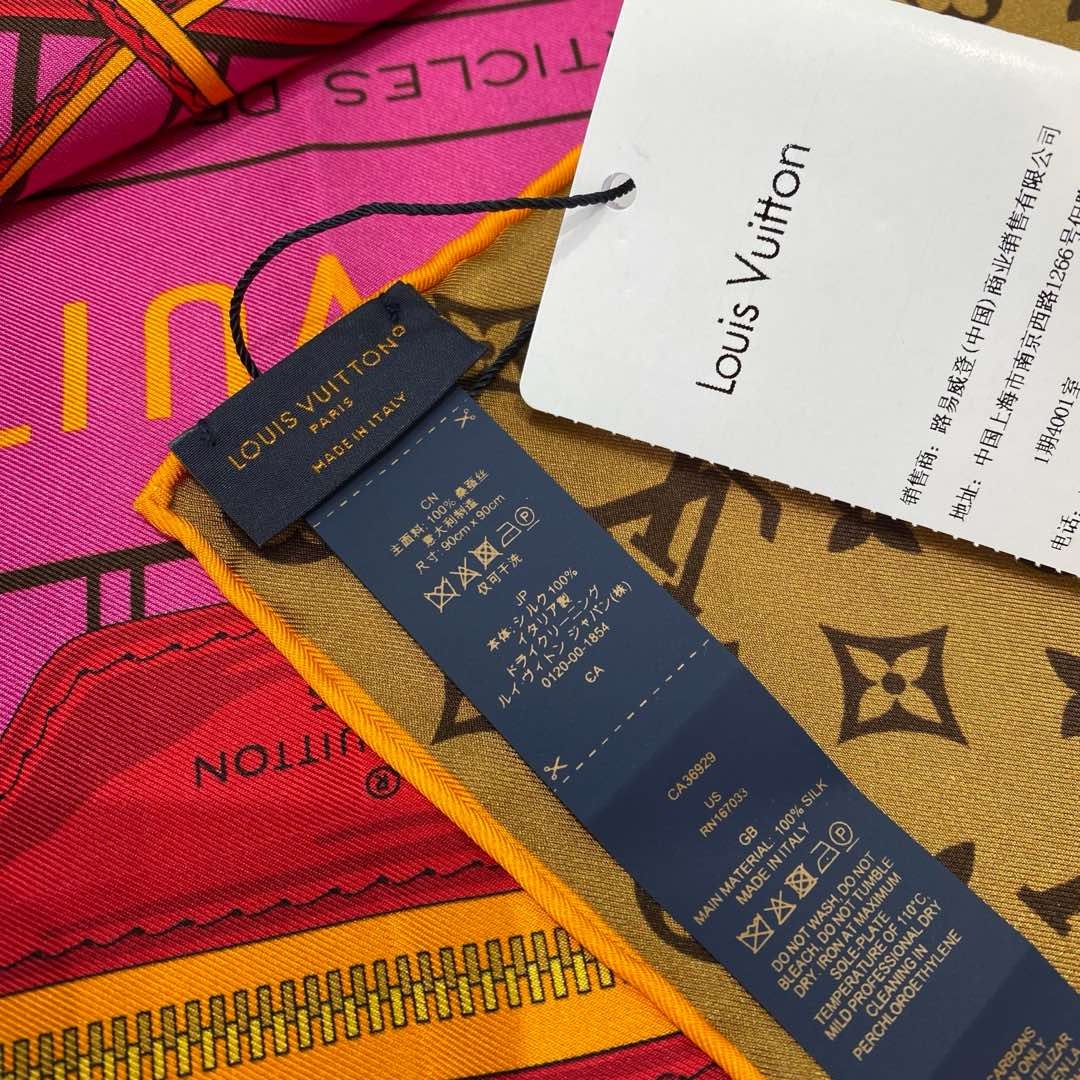 TICLES DE
VUI
UITTON
®
LOUIS VUITTON
PARIS
MADE IN ITALY
Louis Vuitton
销售商: 路易威登(中国)商业销售有限公司
地址: 中国上海市南京西路1266号
1期4001室
电话:
CN
主面料: 100% 桑蚕丝
意大利制造
尺寸: 90cm x 90cm
仅可干洗
JP
本体: シルク100%
イタリア製
ドライクリーニング
ルイ ヴィトン ジャパン(株)
0120-00-1854
CA36929
US
RN167033
GB
MAIN MATERIAL: 100% SILK
MADE IN ITALY
DO NOT WASH, DO NOT
BLEACH, DO NOT TUMBLE
DRY, IRON AT MAXIMUM
SOLE-PLATE
TEMPERATURE OF 110°C,
MILD PROFESSIONAL DRY
CLEANING IN
PERCHLOROETHYLENE